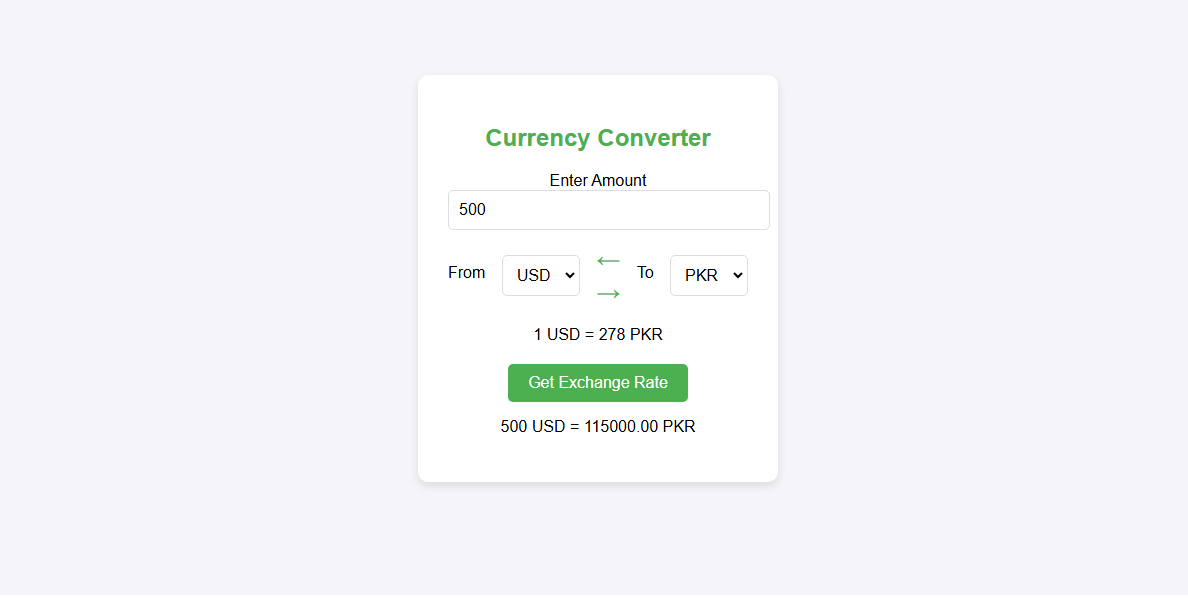 Currency Converter
Enter Amount
500
From USD ← → To PKR
1 USD = 278 PKR
Get Exchange Rate
500 USD = 115000.00 PKR